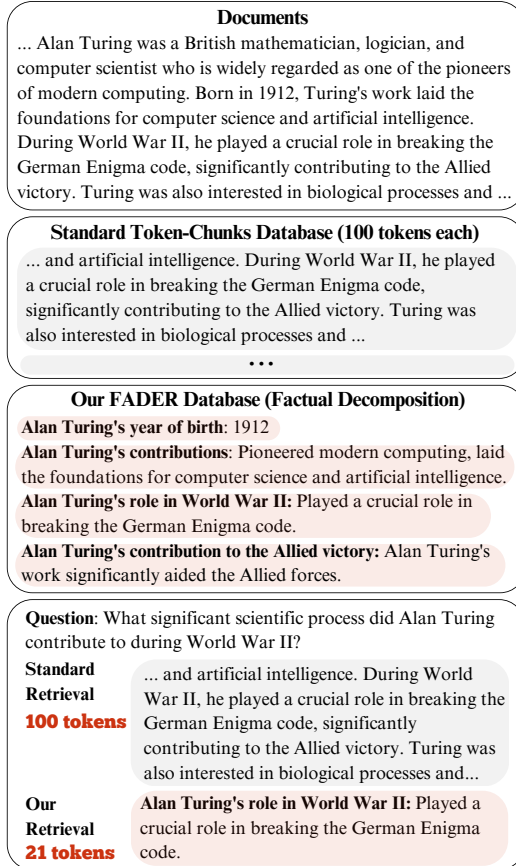 Documents
... Alan Turing was a British mathematician, logician, and
computer scientist who is widely regarded as one of the pioneers
of modern computing. Born in 1912, Turing's work laid the
foundations for computer science and artificial intelligence.
During World War II, he played a crucial role in breaking the
German Enigma code, significantly contributing to the Allied
victory. Turing was also interested in biological processes and ...
Standard Token-Chunks Database (100 tokens each)
... and artificial intelligence. During World War II, he played
a crucial role in breaking the German Enigma code,
significantly contributing to the Allied victory. Turing was
also interested in biological processes and ...
...
Our FADER Database (Factual Decomposition)
Alan Turing's year of birth: 1912
Alan Turing's contributions: Pioneered modern computing, laid
the foundations for computer science and artificial intelligence.
Alan Turing's role in World War II: Played a crucial role in
breaking the German Enigma code.
Alan Turing's contribution to the Allied victory: Alan Turing's
work significantly aided the Allied forces.
Question: What significant scientific process did Alan Turing
contribute to during World War II?
Standard
Retrieval
100 tokens
... and artificial intelligence. During World
War II, he played a crucial role in breaking the
German Enigma code, significantly
contributing to the Allied victory. Turing was
also interested in biological processes and...
Our
Retrieval
21 tokens
Alan Turing's role in World War II: Played a
crucial role in breaking the German Enigma
code.